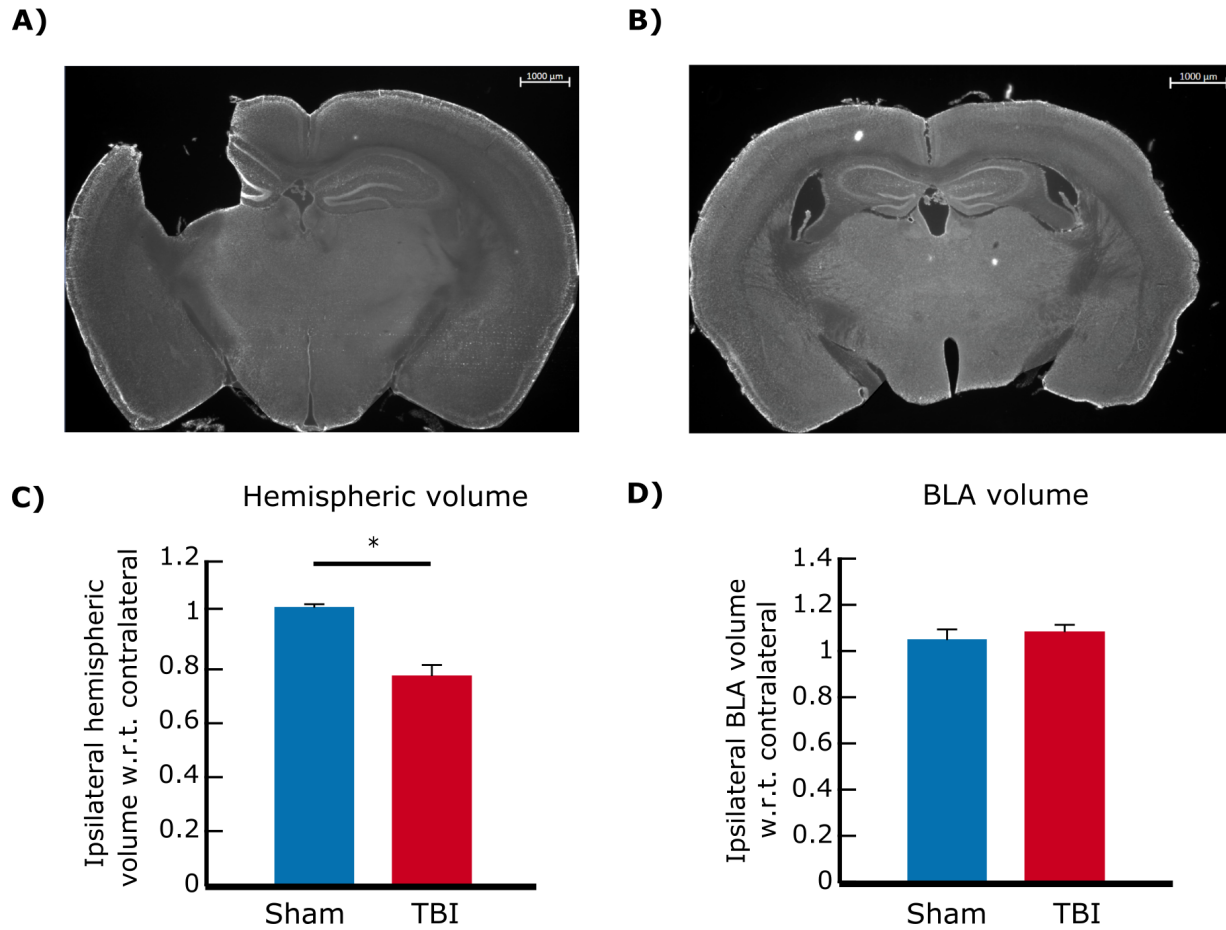 A)
B)
1000 µm
1000 µm
C)
Hemispheric volume
D)
BLA volume
Ipsilateral hemispheric
volume w.r.t. contralateral
1.2
1
0.8
0.6
0.4
0.2
0
*
Sham
TBI
Ipsilateral BLA volume
w.r.t. contralateral
1.4
1.2
1
0.8
0.6
0.4
0.2
0
Sham
TBI